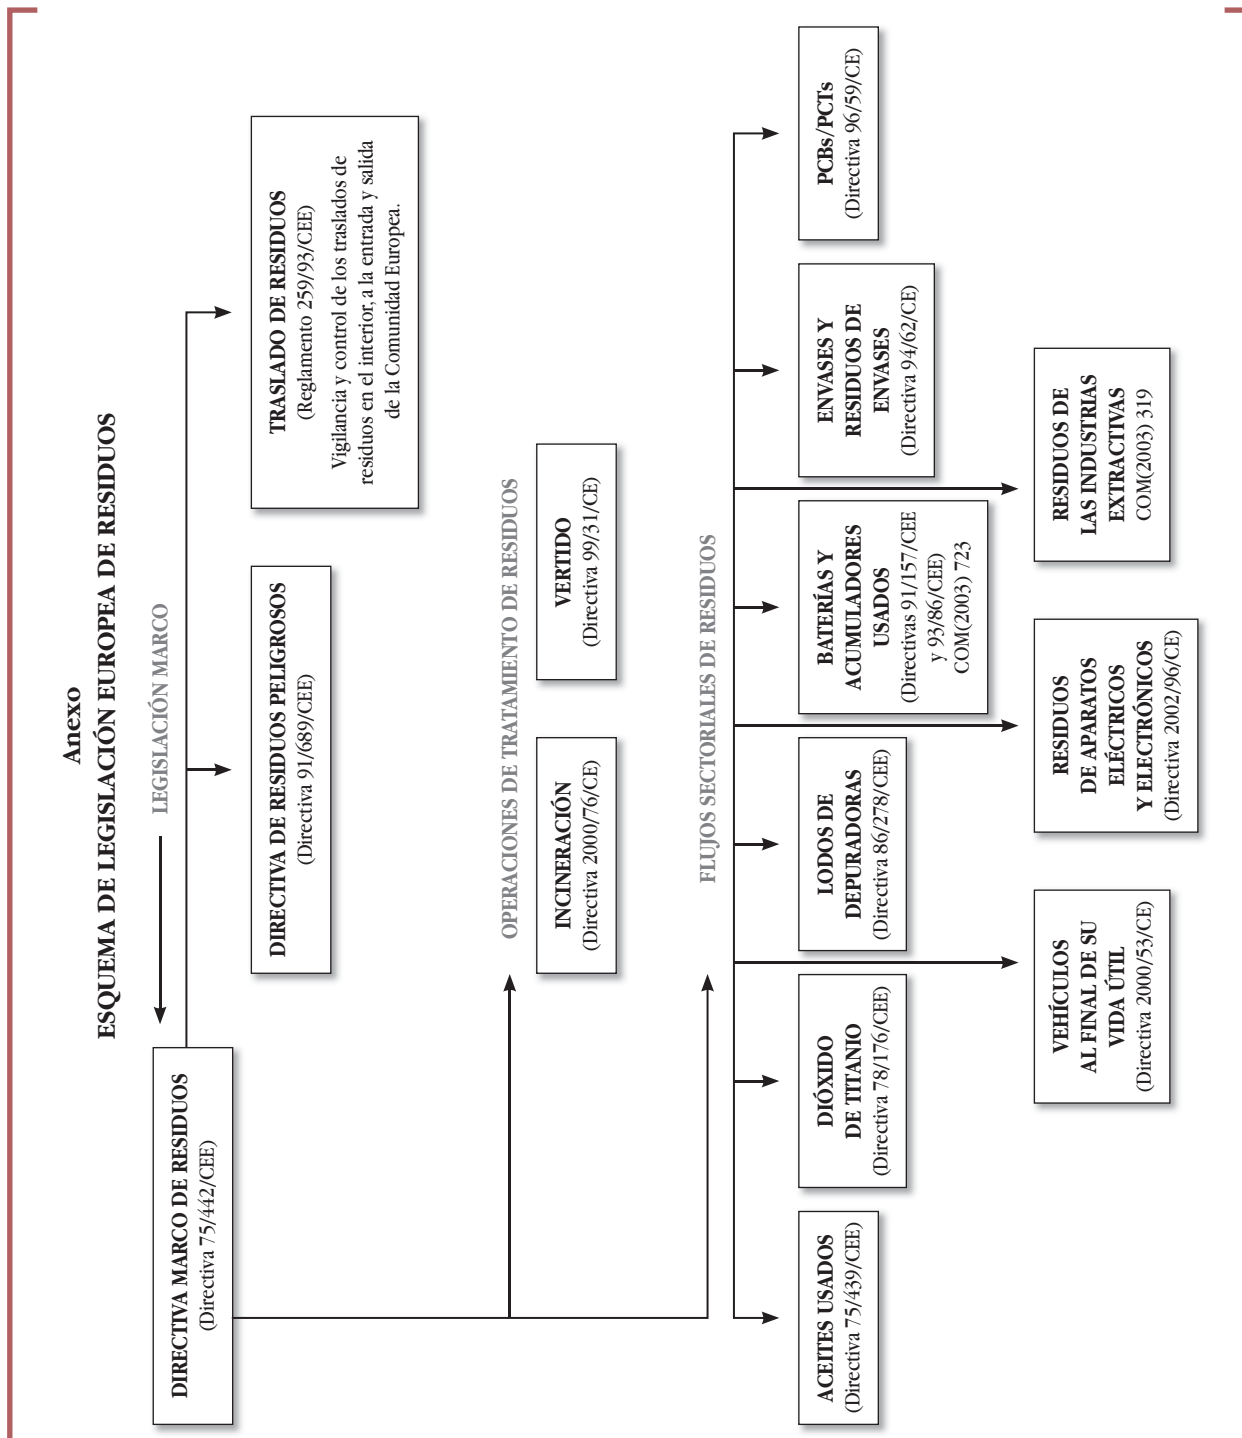 Anexo
ESQUEMA DE LEGISLACIÓN EUROPEA DE RESIDUOS
LEGISLACIÓN MARCO
DIRECTIVA MARCO DE RESIDUOS
(Directiva 75/442/CEE)
DIRECTIVA DE RESIDUOS PELIGROSOS
(Directiva 91/689/CEE)
TRASLADO DE RESIDUOS
(Reglamento 259/93/CEE)
Vigilancia y control de los traslados de
residuos en el interior, a la entrada y salida
de la Comunidad Europea.
OPERACIONES DE TRATAMIENTO DE RESIDUOS
INCINERACIÓN
(Directiva 2000/76/CE)
VERTIDO
(Directiva 99/31/CE)
FLUJOS SECTORIALES DE RESIDUOS
ACEITES USADOS
(Directiva 75/439/CEE)
DIÓXIDO
DE TITANIO
(Directiva 78/176/CEE)
LODOS DE
DEPURADORAS
(Directiva 86/278/CEE)
BATERÍAS Y
ACUMULADORES
USADOS
(Directivas 91/157/CEE
y 93/86/CEE)
COM(2003) 723
ENVASES Y
RESIDUOS DE
ENVASES
(Directiva 94/62/CE)
PCBs/PCTs
(Directiva 96/59/CE)
VEHÍCULOS
AL FINAL DE SU
VIDA ÚTIL
(Directiva 2000/53/CE)
RESIDUOS
DE APARATOS
ELÉCTRICOS
Y ELECTRÓNICOS
(Directiva 2002/96/CE)
RESIDUOS DE
LAS INDUSTRIAS
EXTRACTIVAS
COM(2003) 319